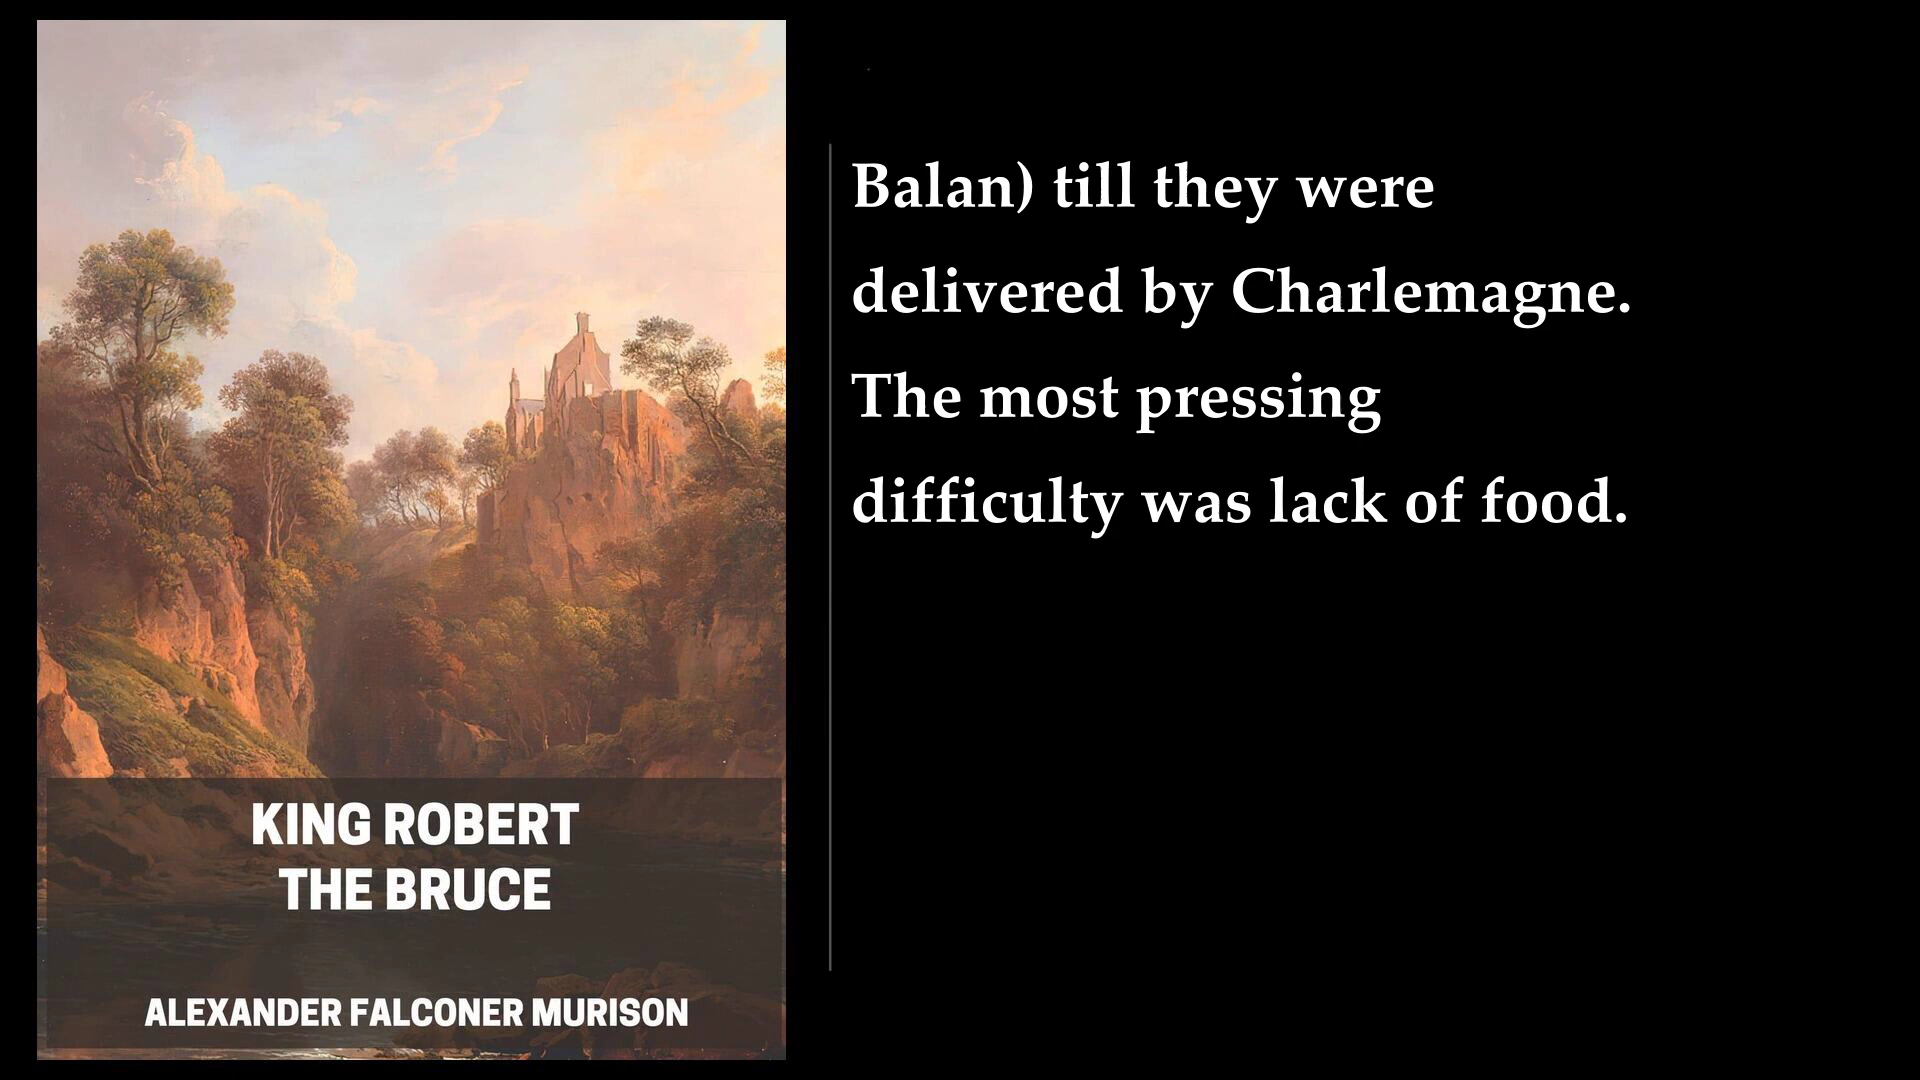 KING ROBERT
THE BRUCE
ALEXANDER FALCONER MURISON
Balan) till they were
delivered by Charlemagne.
The most pressing
difficulty was lack of food.